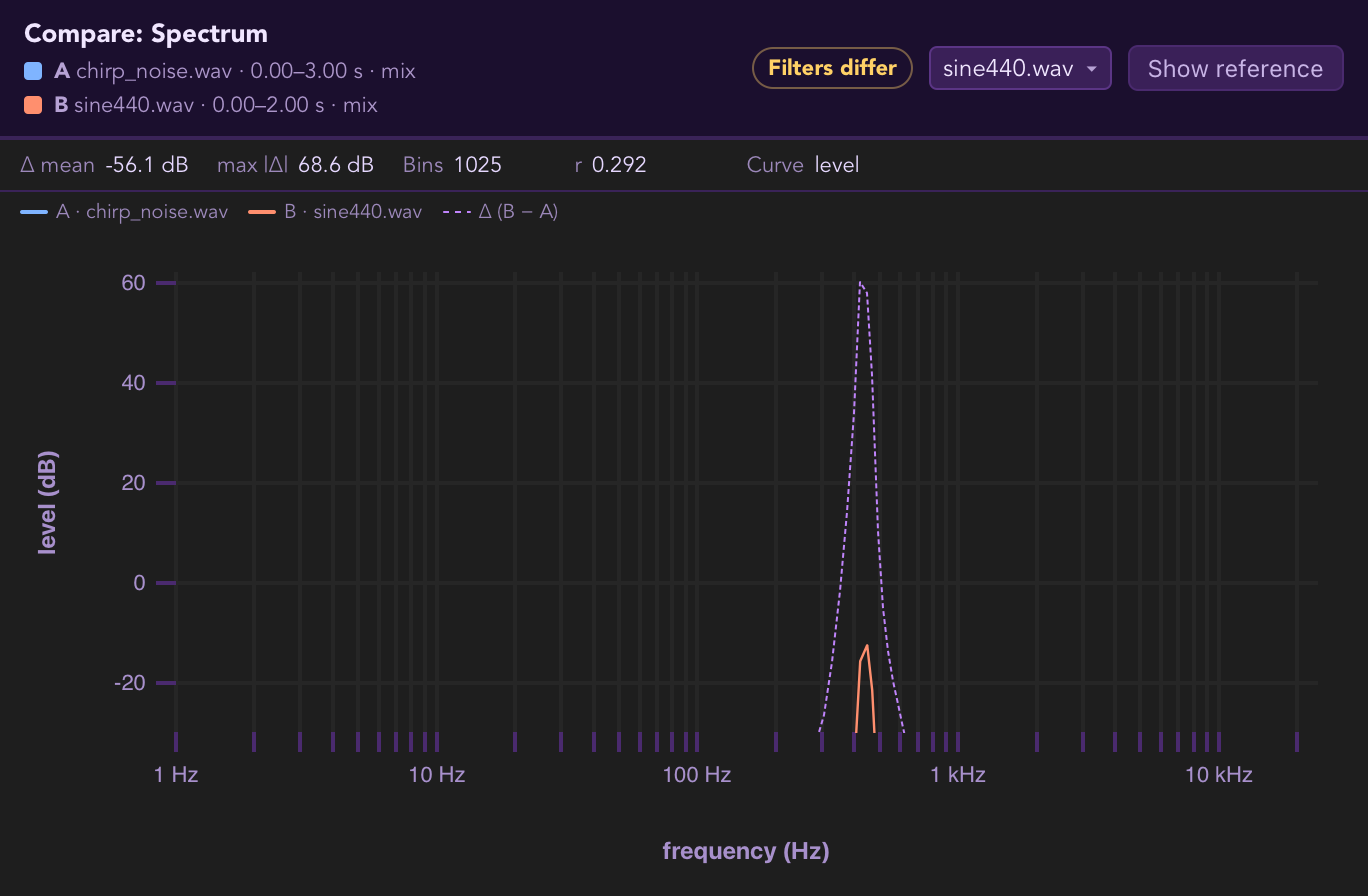 Compare: Spectrum
A chirp_noise.wav · 0.00–3.00 s · mix
B sine440.wav · 0.00–2.00 s · mix
Filters differ
sine440.wav
Show reference
Δ mean -56.1 dB max |Δ| 68.6 dB Bins 1025 r 0.292 Curve level
A · chirp_noise.wav B · sine440.wav Δ (B − A)
60
40
20
0
-20
level (dB)
1 Hz 10 Hz 100 Hz 1 kHz 10 kHz
frequency (Hz)